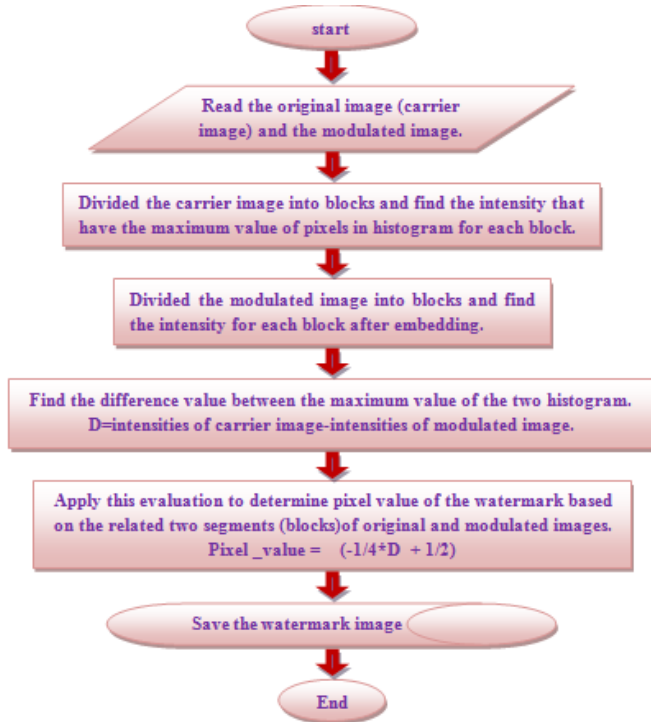 start
Read the original image (carrier
image) and the modulated image.
Divided the carrier image into blocks and find the intensity that
have the maximum value of pixels in histogram for each block.
Divided the modulated image into blocks and find
the intensity for each block after embedding.
Find the difference value between the maximum value of the two histogram.
D=intensities of carrier image-intensities of modulated image.
Apply this evaluation to determine pixel value of the watermark based
on the related two segments (blocks)of original and modulated images.
Pixel _value = (-1/4*D + 1/2)
Save the watermark image
End